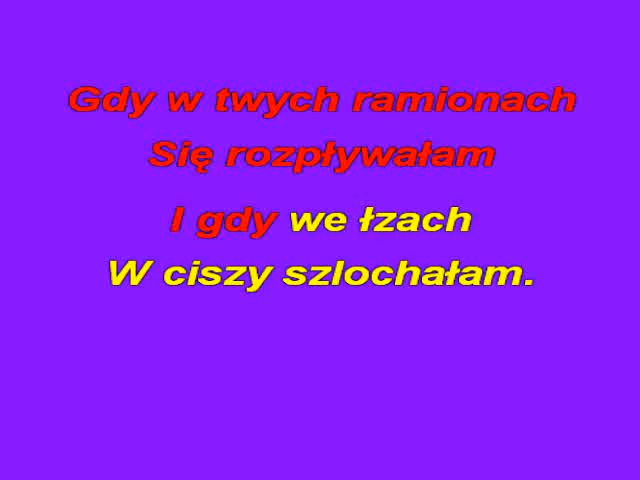 Gdy w twych ramionach
Się rozpływałam
I gdy we łzach
W ciszy szlochałam.